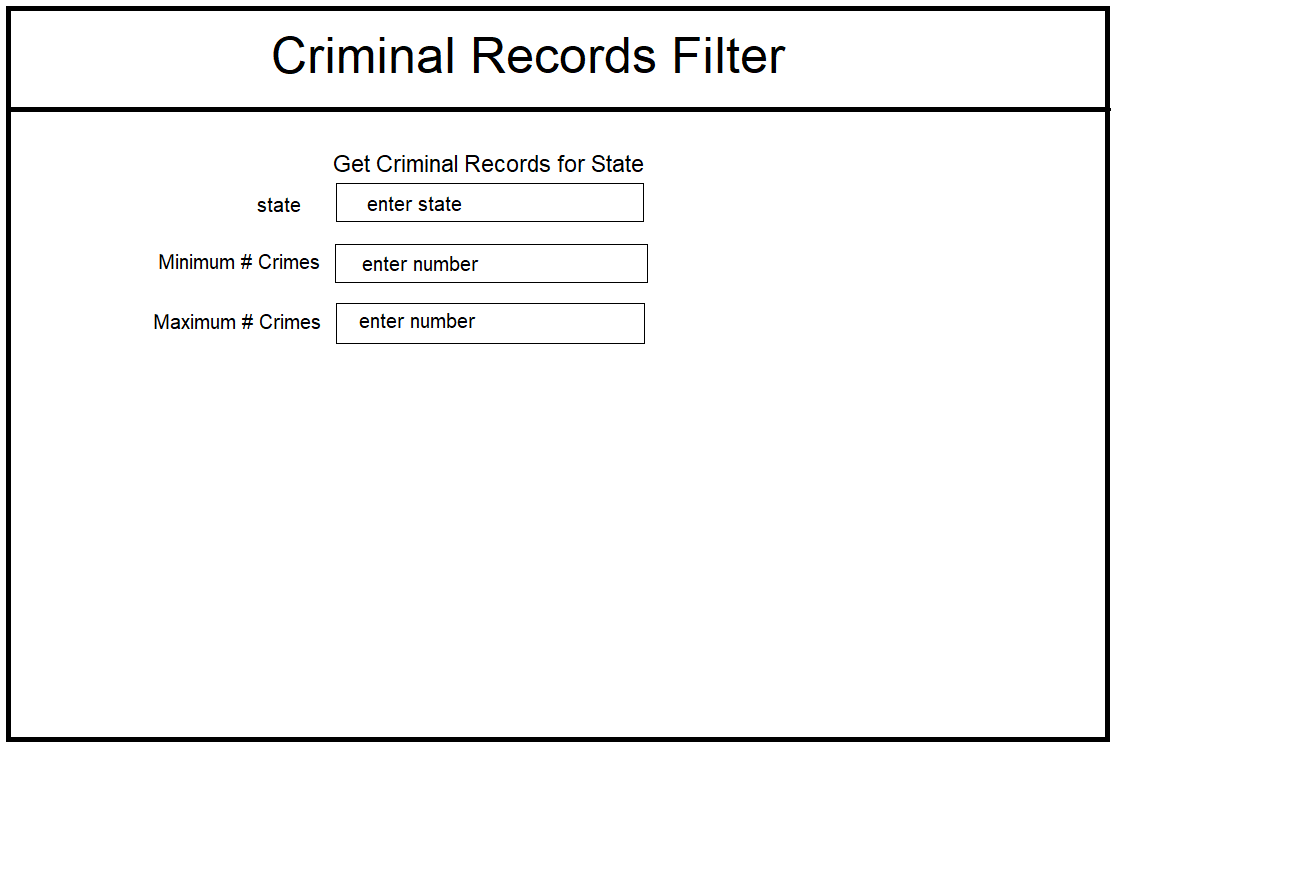 Criminal Records Filter
Get Criminal Records for State
state enter state
Minimum # Crimes enter number
Maximum # Crimes enter number